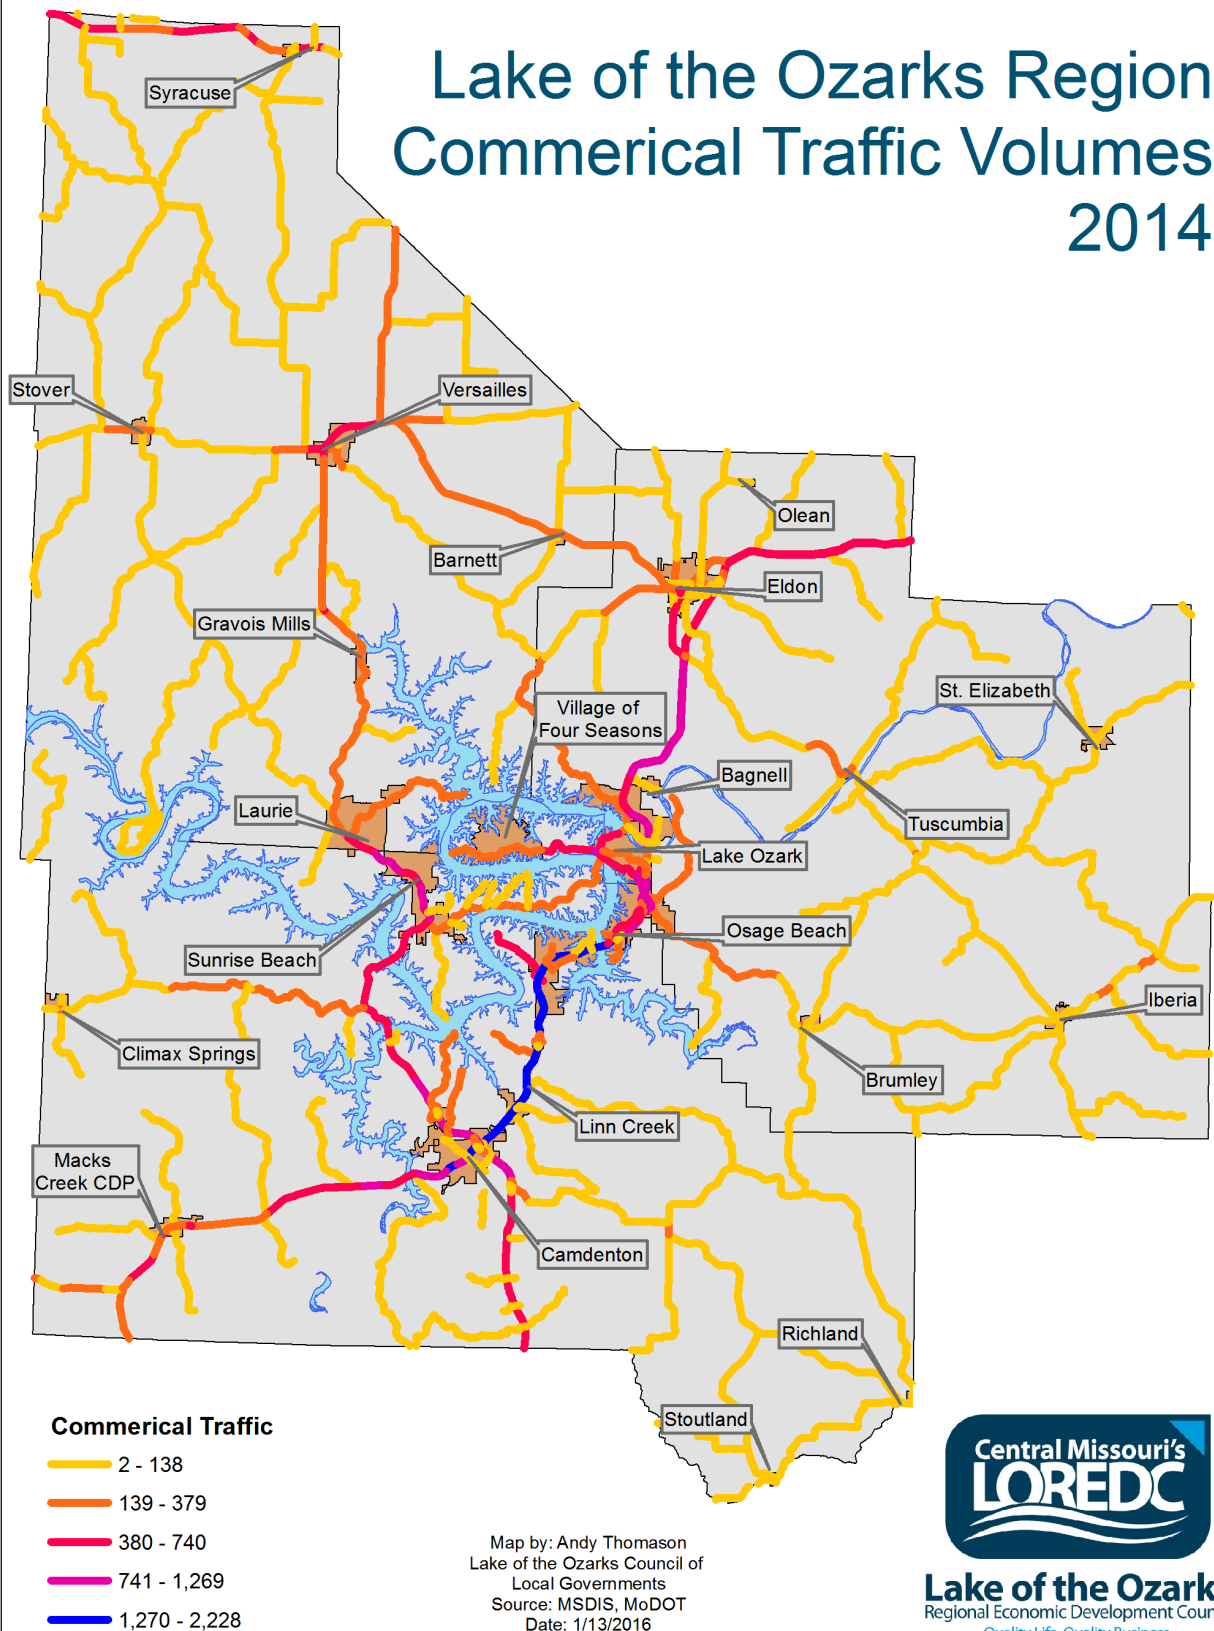 Lake of the Ozarks Region
Commerical Traffic Volumes
2014
Syracuse
Stover
Versailles
Olean
Barnett
Eldon
Gravois Mills
St. Elizabeth
Village of
Four Seasons
Bagnell
Laurie
Tuscumbia
Lake Ozark
Osage Beach
Sunrise Beach
Iberia
Climax Springs
Brumley
Linn Creek
Macks
Creek CDP
Camdenton
Richland
Stoutland
Commerical Traffic
2 - 138
139 - 379
380 - 740
741 - 1,269
1,270 - 2,228
Map by: Andy Thomason
Lake of the Ozarks Council of
Local Governments
Source: MSDIS, MoDOT
Date: 1/13/2016
Central Missouri's
LOREDC
Lake of the Ozark
Regional Economic Development Coun